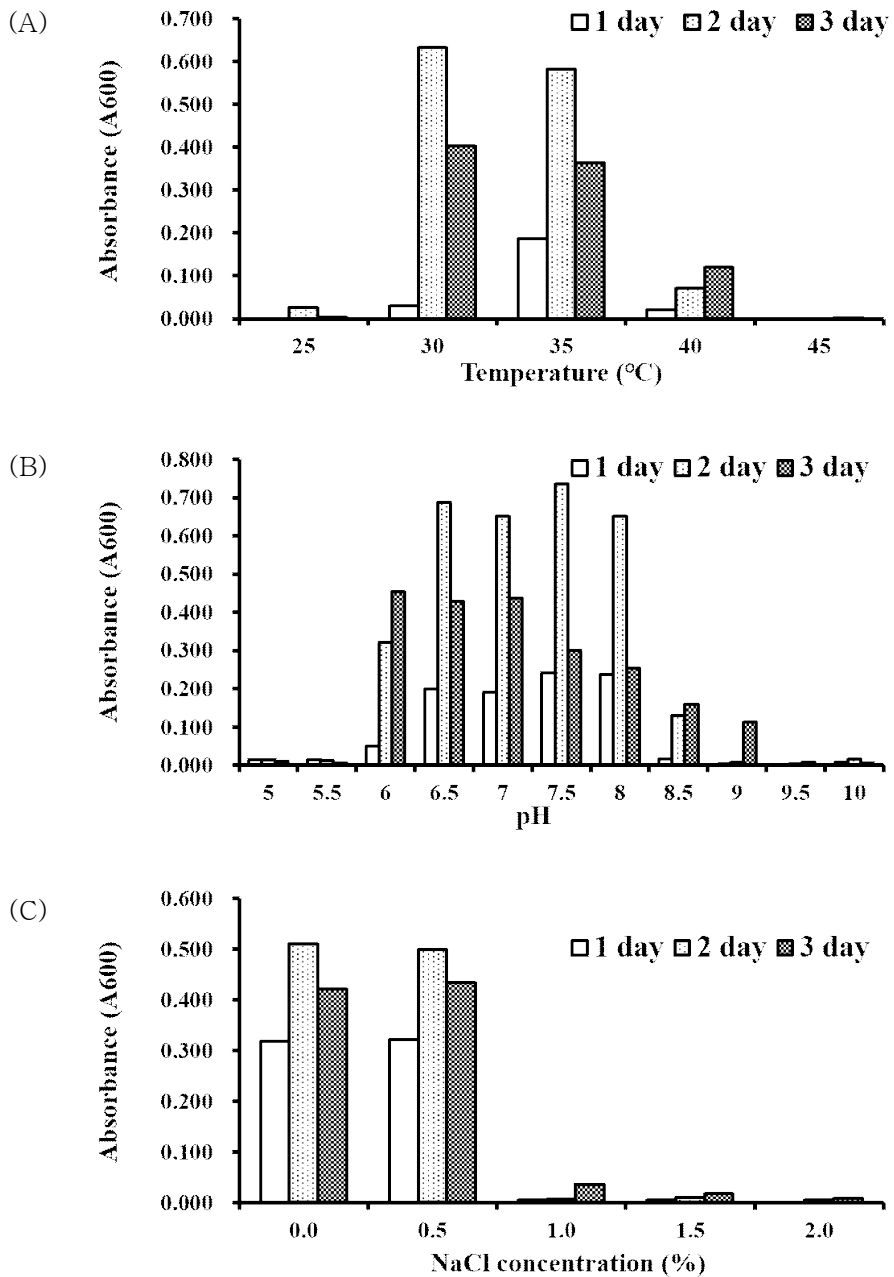 (A)
0.700
1 day 2 day 3 day
0.600
0.500
0.400
0.300
0.200
0.100
0.000
Absorbance (A600)
25 30 35 40 45
Temperature (°C)
(B)
0.800
1 day 2 day 3 day
0.700
0.600
0.500
0.400
0.300
0.200
0.100
0.000
Absorbance (A600)
5 5.5 6 6.5 7 7.5 8 8.5 9 9.5 10
pH
(C)
0.600
1 day 2 day 3 day
0.500
0.400
0.300
0.200
0.100
0.000
Absorbance (A600)
0.0 0.5 1.0 1.5 2.0
NaCl concentration (%)